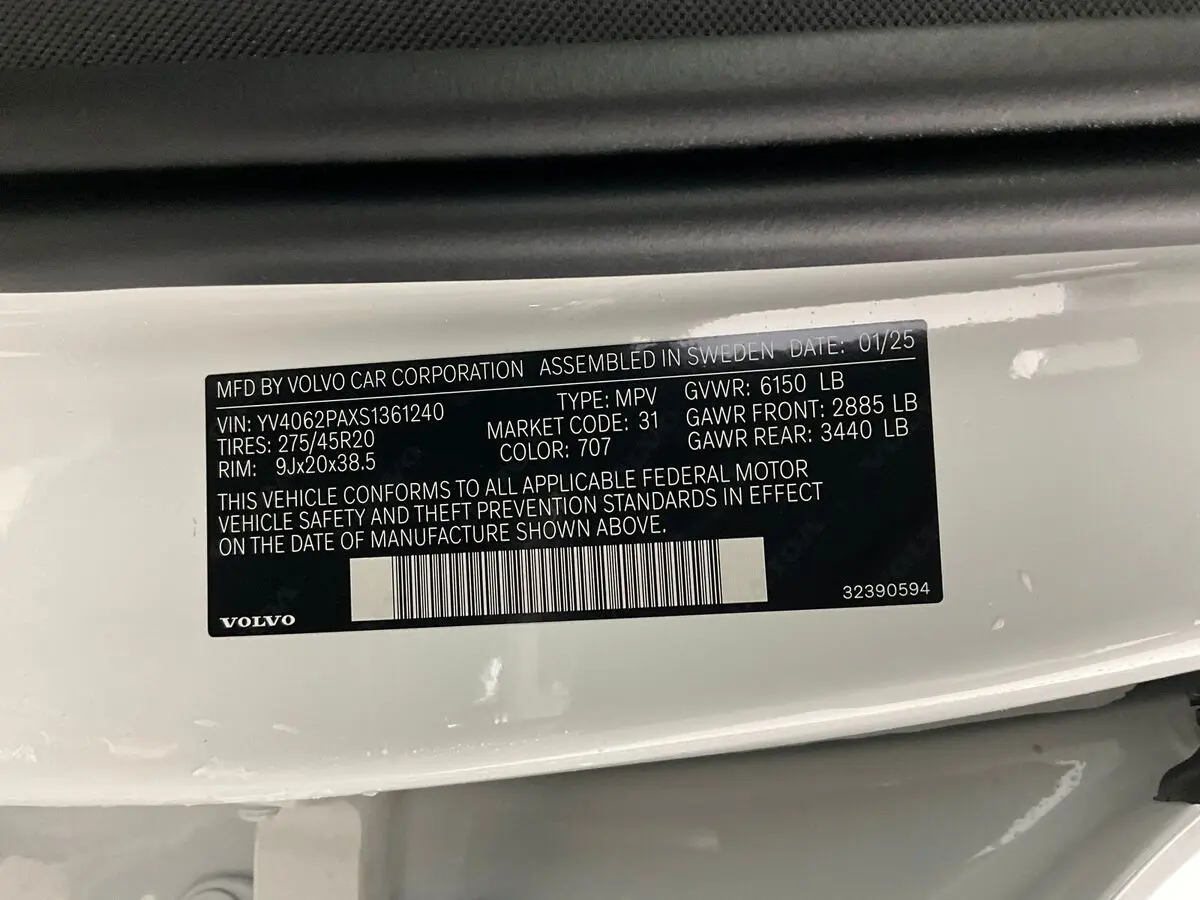 MFD BY VOLVO CAR CORPORATION ASSEMBLED IN SWEDEN DATE: 01/25
VIN: YV4062PAXS1361240 TYPE: MPV GVWR: 6150 LB
TIRES: 275/45R20 MARKET CODE: 31 GAWR FRONT: 2885 LB
RIM: 9Jx20x38.5 COLOR: 707 GAWR REAR: 3440 LB
THIS VEHICLE CONFORMS TO ALL APPLICABLE FEDERAL MOTOR
VEHICLE SAFETY AND THEFT PREVENTION STANDARDS IN EFFECT
ON THE DATE OF MANUFACTURE SHOWN ABOVE.
VOLVO 32390594